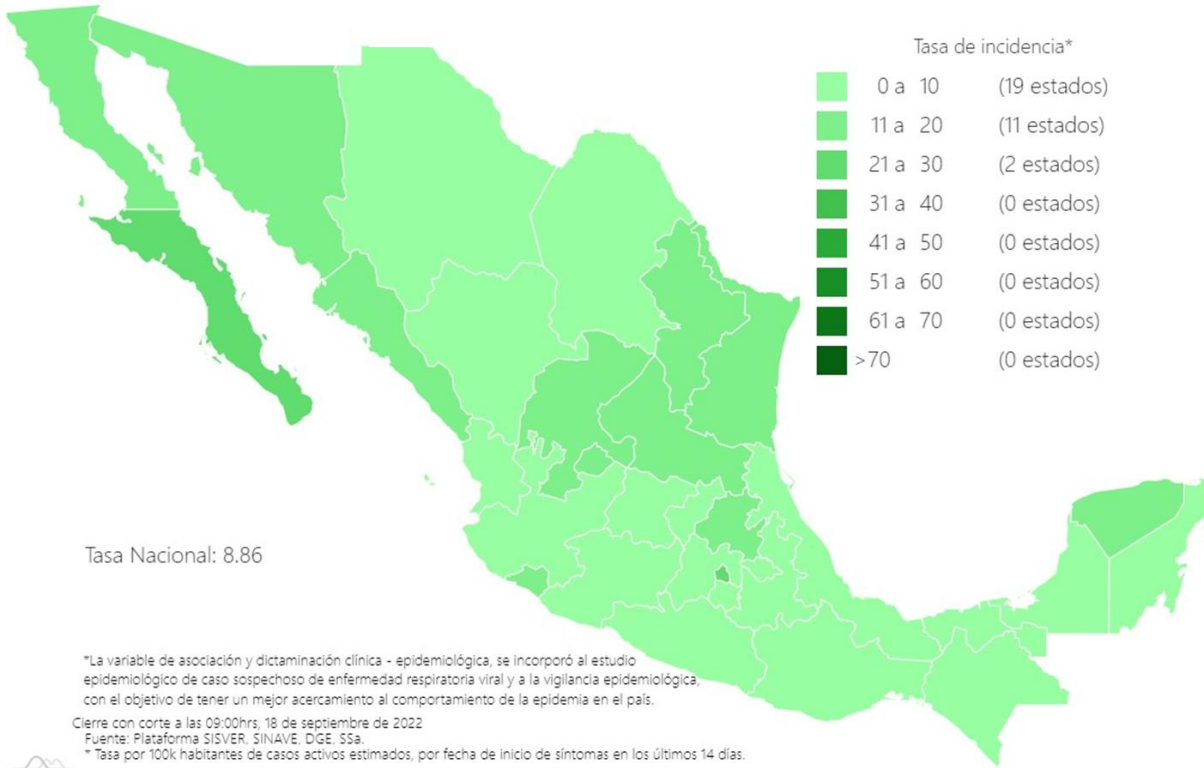 Tasa de incidencia*
0 a 10 (19 estados)
11 a 20 (11 estados)
21 a 30 (2 estados)
31 a 40 (0 estados)
41 a 50 (0 estados)
51 a 60 (0 estados)
61 a 70 (0 estados)
>70 (0 estados)
Tasa Nacional: 8.86
*La variable de asociación y dictaminación clínica - epidemiológica, se incorporó al estudio
epidemiológico de caso sospechoso de enfermedad respiratoria viral y a la vigilancia epidemiológica,
con el objetivo de tener un mejor acercamiento al comportamiento de la epidemia en el país.
Cierre con corte a las 09:00hrs, 18 de septiembre de 2022
Fuente: Plataforma SISVER, SINAVE, DGE, SSa.
* Tasa por 100k habitantes de casos activos estimados, por fecha de inicio de síntomas en los últimos 14 días.